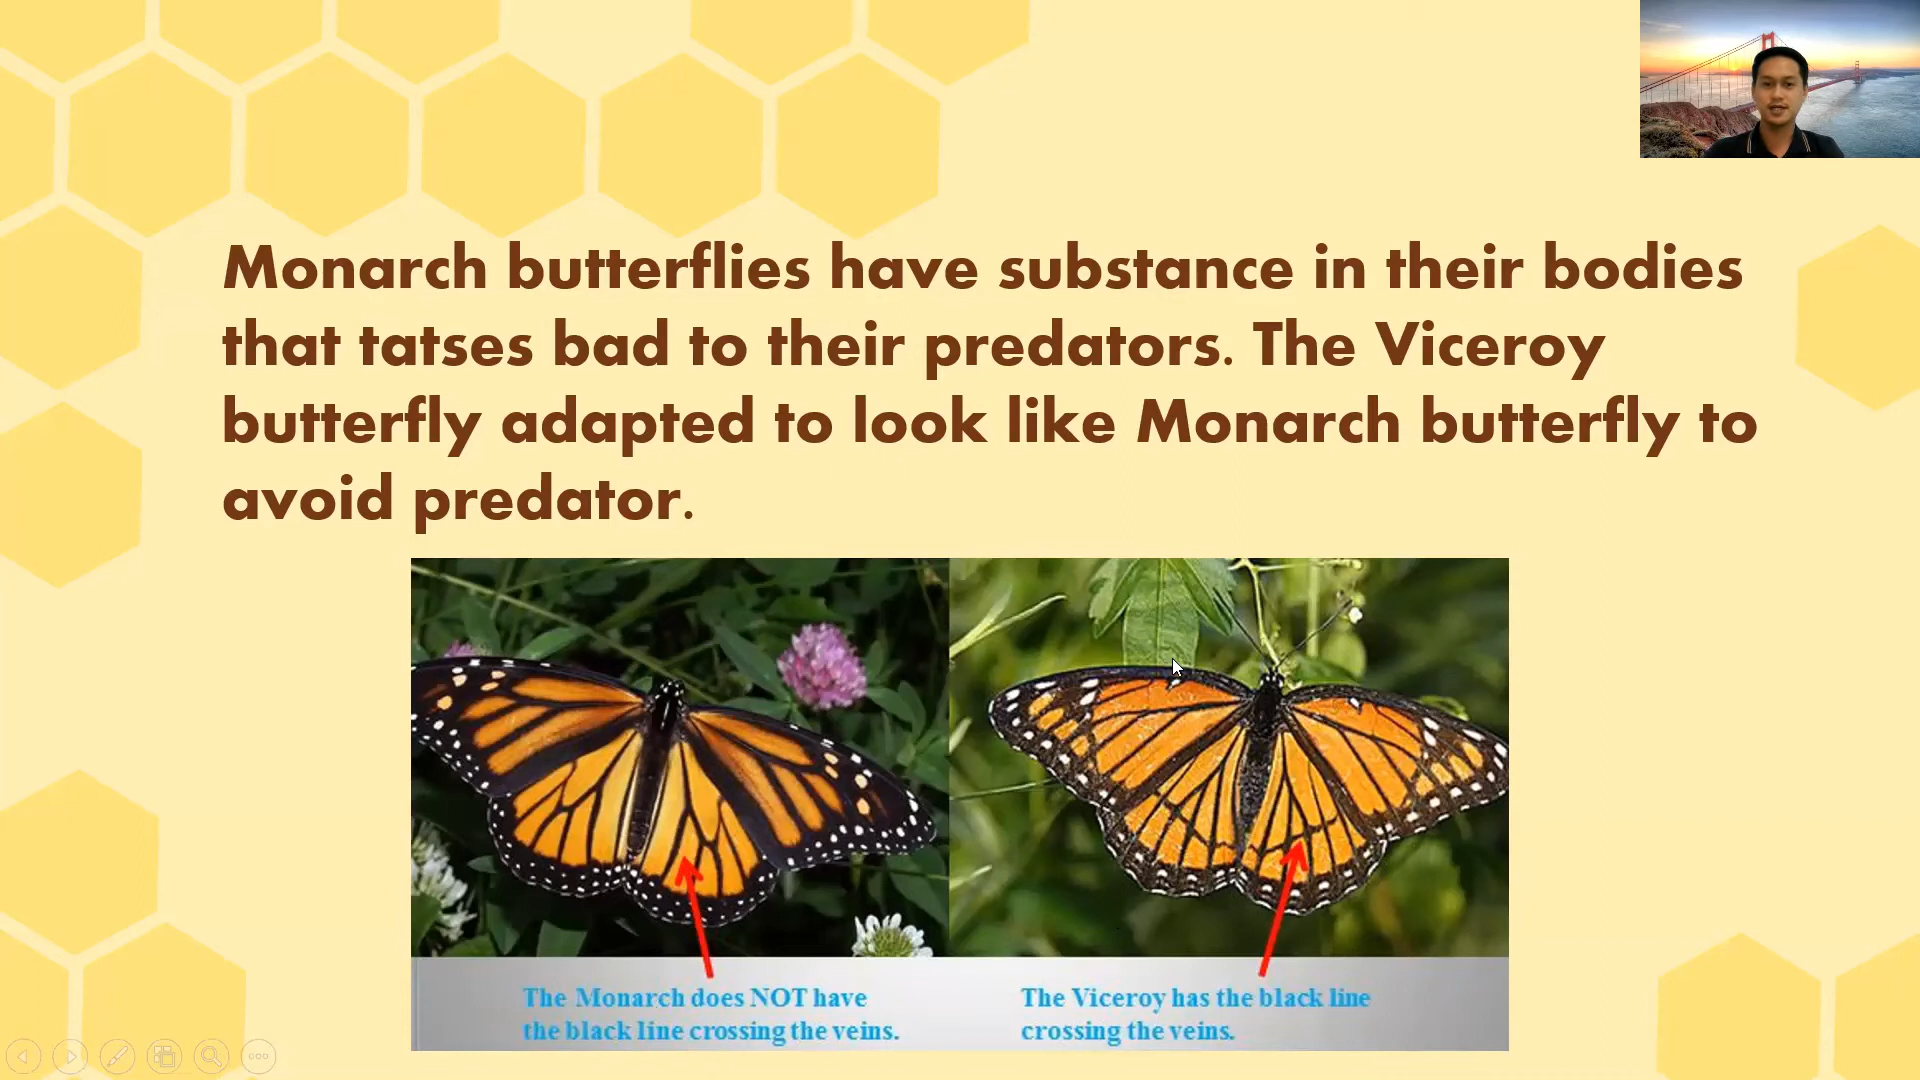 Monarch butterflies have substance in their bodies
that tatses bad to their predators. The Viceroy
butterfly adapted to look like Monarch butterfly to
avoid predator.
The Monarch does NOT have
the black line crossing the veins.
The Viceroy has the black line
crossing the veins.